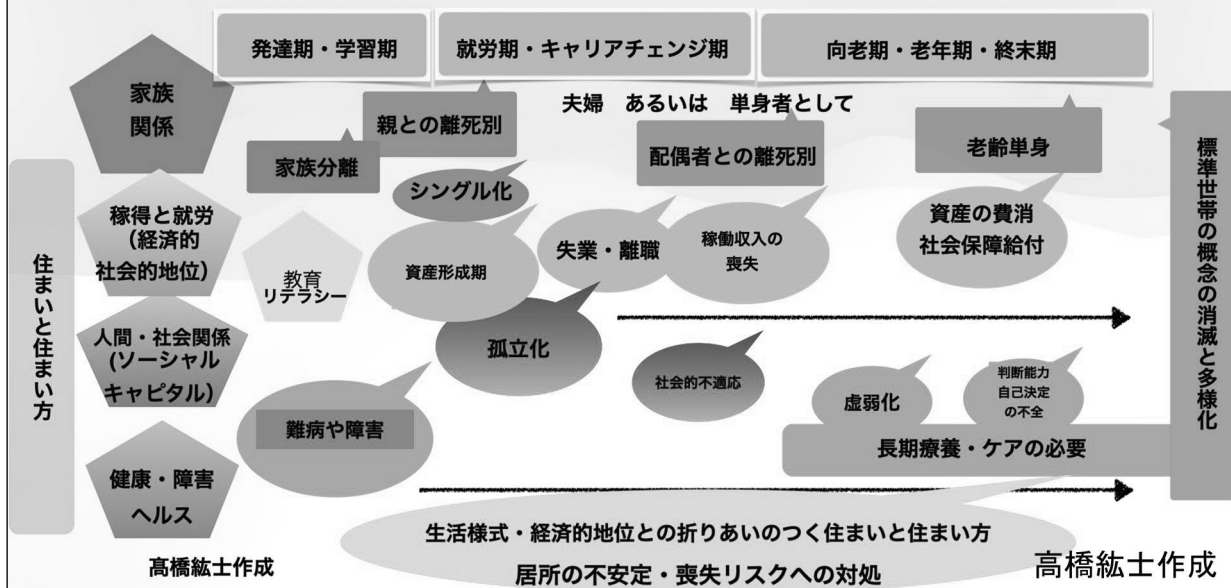 発達期・学習期
就労期・キャリアチェンジ期
向老期・老年期・終末期
家族
関係
夫婦　あるいは　単身者として
親との離死別
家族分離
配偶者との離死別
老齢単身
シングル化
稼得と就労
（経済的
社会的地位）
教育
リテラシー
資産形成期
失業・離職
稼働収入の
喪失
資産の費消
社会保障給付
住まいと住まい方
標準世帯の概念の消滅と多様化
人間・社会関係
(ソーシャル
キャピタル）
孤立化
社会的不適応
虚弱化
判断能力
自己決定
の不全
難病や障害
長期療養・ケアの必要
健康・障害
ヘルス
生活様式・経済的地位との折りあいのつく住まいと住まい方
居所の不安定・喪失リスクへの対処
髙橋紘士作成
高橋紘士作成